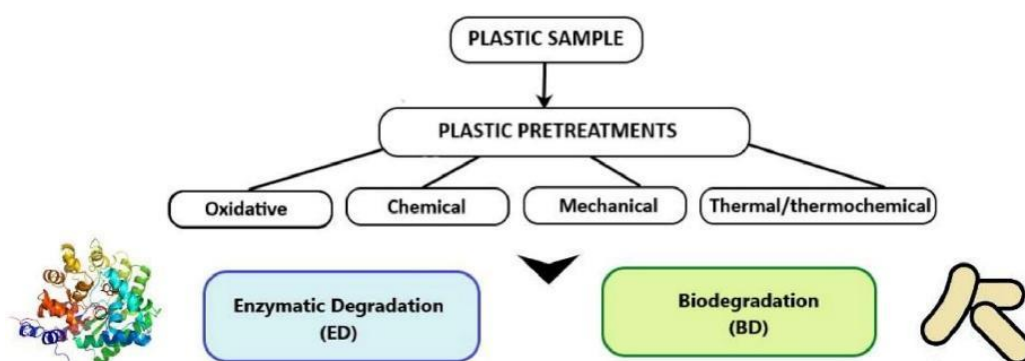 PLASTIC SAMPLE
PLASTIC PRETREATMENTS
Oxidative
Chemical
Mechanical
Thermal/thermochemical
Enzymatic Degradation
(ED)
Biodegradation
(BD)